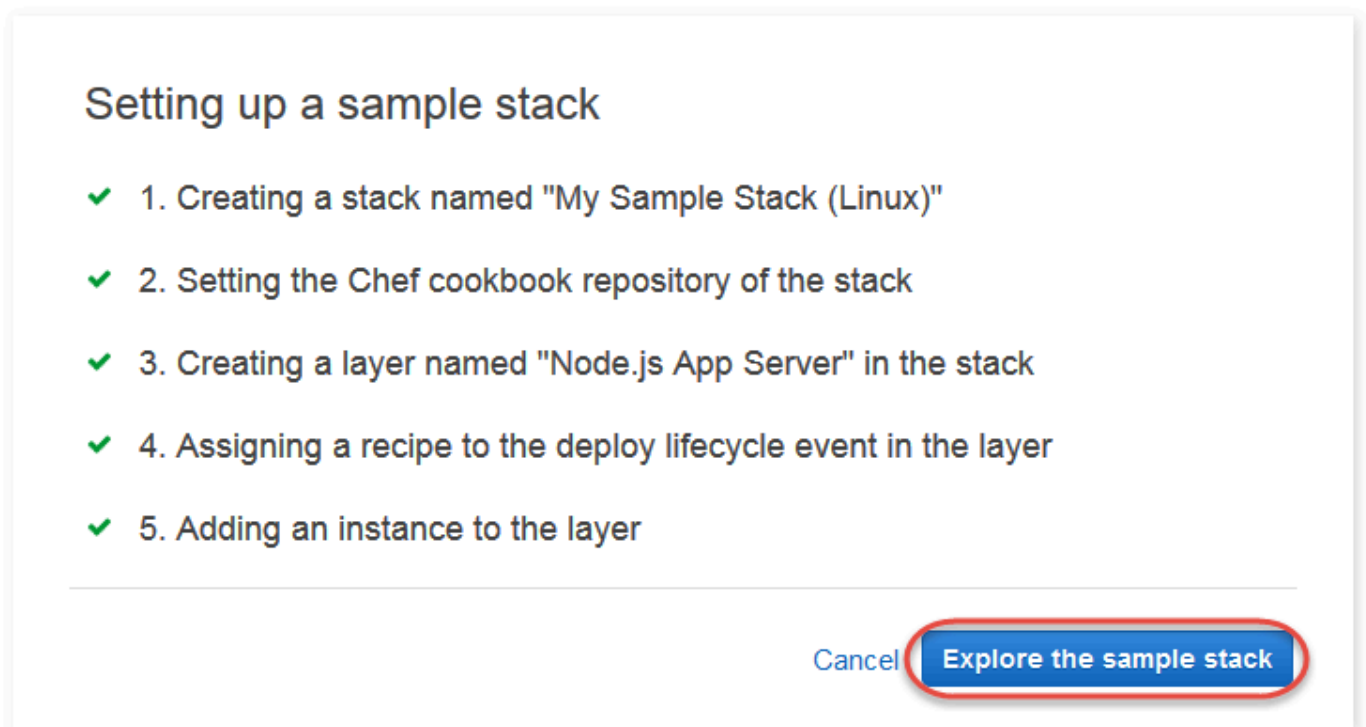 Setting up a sample stack
1. Creating a stack named "My Sample Stack (Linux)"
2. Setting the Chef cookbook repository of the stack
3. Creating a layer named "Node.js App Server" in the stack
4. Assigning a recipe to the deploy lifecycle event in the layer
5. Adding an instance to the layer
Cancel Explore the sample stack